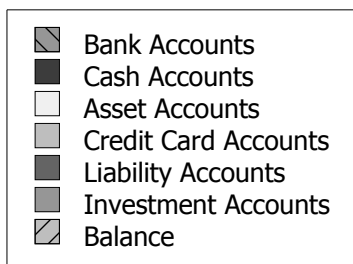 Bank Accounts
Cash Accounts
Asset Accounts
Credit Card Accounts
Liability Accounts
Investment Accounts
Balance